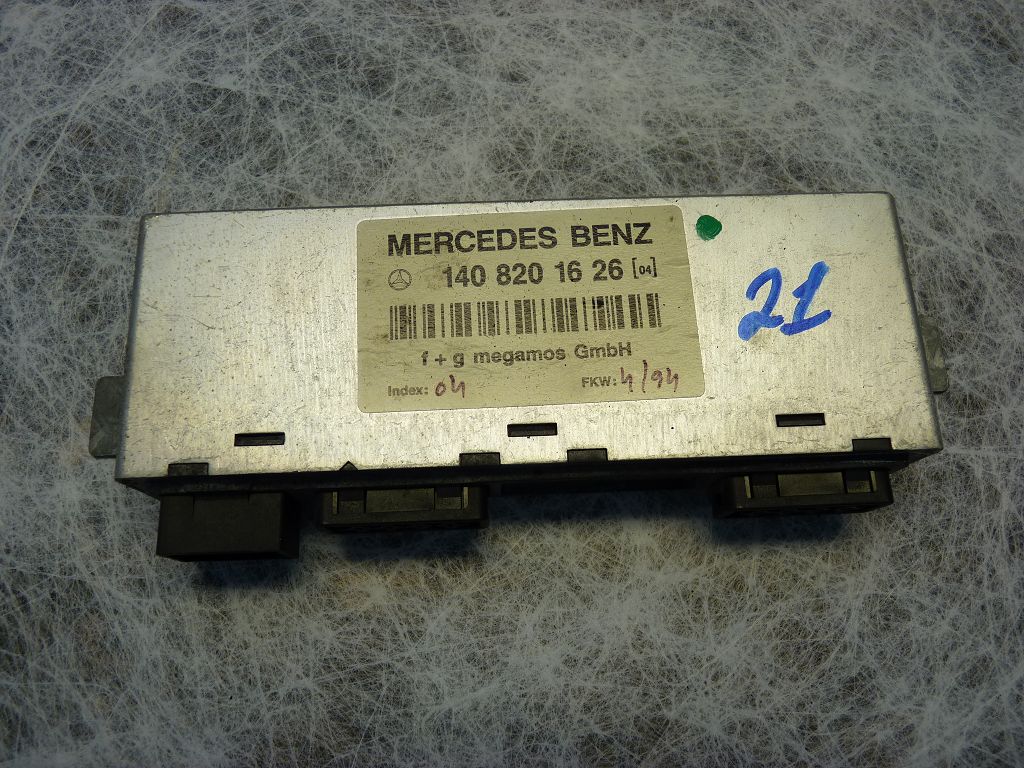 MERCEDES BENZ
140 820 16 26 [04]
f + g megamos GmbH
Index: 04 FKW: 4/94
21